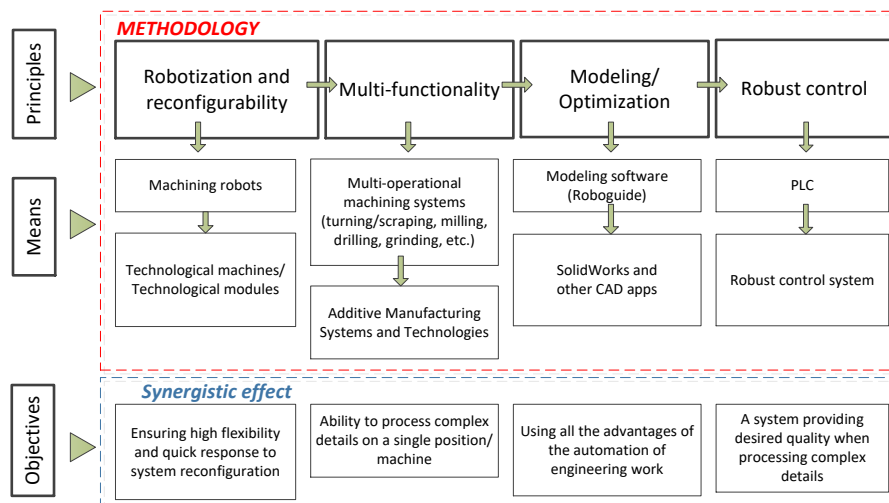 METHODOLOGY
Principles
Robotization and
reconfigurability
Multi-functionality
Modeling/
Optimization
Robust control
Means
Machining robots
Technological machines/
Technological modules
Multi-operational
machining systems
(turning/scraping, milling,
drilling, grinding, etc.)
Additive Manufacturing
Systems and Technologies
Modeling software
(Roboguide)
SolidWorks and
other CAD apps
PLC
Robust control system
Objectives
Synergistic effect
Ensuring high flexibility
and quick response to
system reconfiguration
Ability to process complex
details on a single position/
machine
Using all the advantages of
the automation of
engineering work
A system providing
desired quality when
processing complex
details